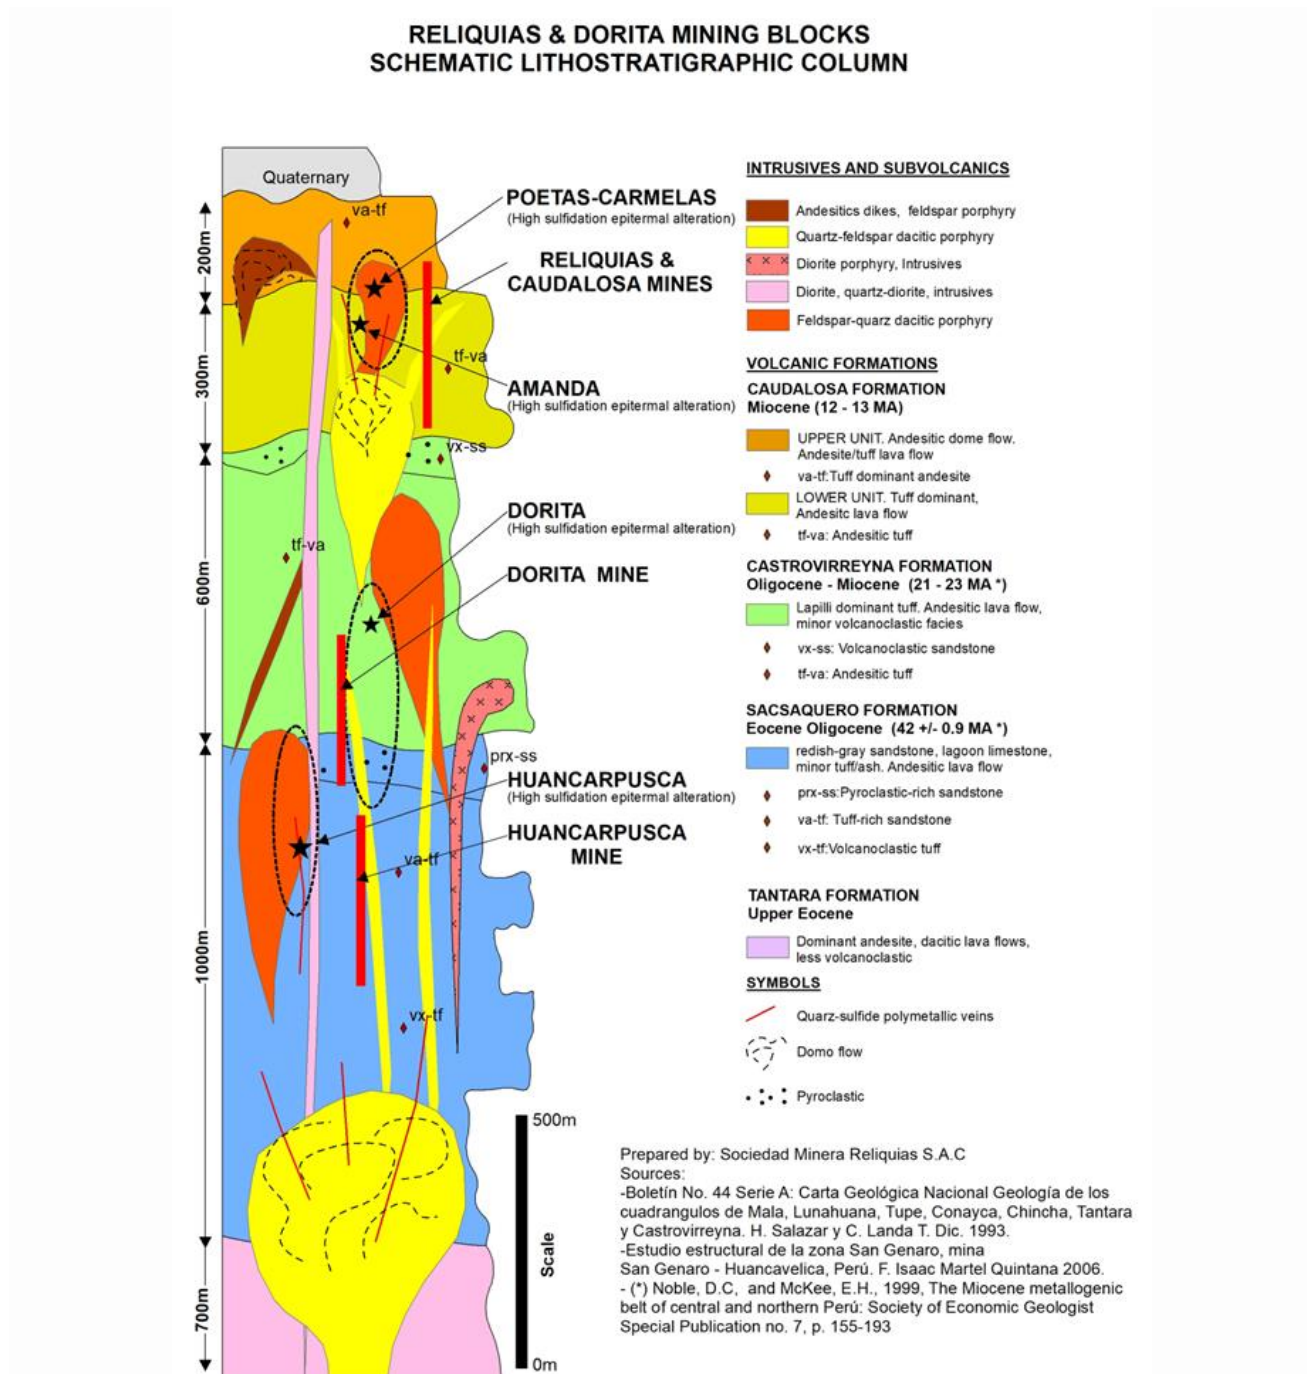 RELIQUIAS & DORITA MINING BLOCKS
SCHEMATIC LITHOSTRATIGRAPHIC COLUMN
Quaternary
va-tf
tf-va
vx-ss
tf-va
prx-ss
va-tf
vx-tf
200m
300m
600m
1000m
700m
POETAS-CARMELAS
(High sulfidation epitermal alteration)
RELIQUIAS &
CAUDALOSA MINES
AMANDA
(High sulfidation epitermal alteration)
DORITA
(High sulfidation epitermal alteration)
DORITA MINE
HUANCARPUSCA
(High sulfidation epitermal alteration)
HUANCARPUSCA
MINE
500m
Scale
0m
INTRUSIVES AND SUBVOLCANICS
Andesitics dikes, feldspar porphyry
Quartz-feldspar dacitic porphyry
Diorite porphyry, Intrusives
Diorite, quartz-diorite, intrusives
Feldspar-quarz dacitic porphyry
VOLCANIC FORMATIONS
CAUDALOSA FORMATION
Miocene (12 - 13 MA)
UPPER UNIT. Andesitic dome flow.
Andesite/tuff lava flow
va-tf:Tuff dominant andesite
LOWER UNIT. Tuff dominant,
Andesitc lava flow
tf-va: Andesitic tuff
CASTROVIRREYNA FORMATION
Oligocene - Miocene (21 - 23 MA *)
Lapilli dominant tuff. Andesitic lava flow,
minor volcanoclastic facies
vx-ss: Volcanoclastic sandstone
tf-va: Andesitic tuff
SACSAQUERO FORMATION
Eocene Oligocene (42 +/- 0.9 MA *)
redish-gray sandstone, lagoon limestone,
minor tuff/ash. Andesitic lava flow
prx-ss:Pyroclastic-rich sandstone
va-tf: Tuff-rich sandstone
vx-tf:Volcanoclastic tuff
TANTARA FORMATION
Upper Eocene
Dominant andesite, dacitic lava flows,
less volcanoclastic
SYMBOLS
Quarz-sulfide polymetallic veins
Domo flow
Pyroclastic
Prepared by: Sociedad Minera Reliquias S.A.C
Sources:
-Boletín No. 44 Serie A: Carta Geológica Nacional Geología de los
cuadrangulos de Mala, Lunahuana, Tupe, Conayca, Chincha, Tantara
y Castrovirreyna. H. Salazar y C. Landa T. Dic. 1993.
-Estudio estructural de la zona San Genaro, mina
San Genaro - Huancavelica, Perú. F. Isaac Martel Quintana 2006.
- (*) Noble, D.C, and McKee, E.H., 1999, The Miocene metallogenic
belt of central and northern Perú: Society of Economic Geologist
Special Publication no. 7, p. 155-193